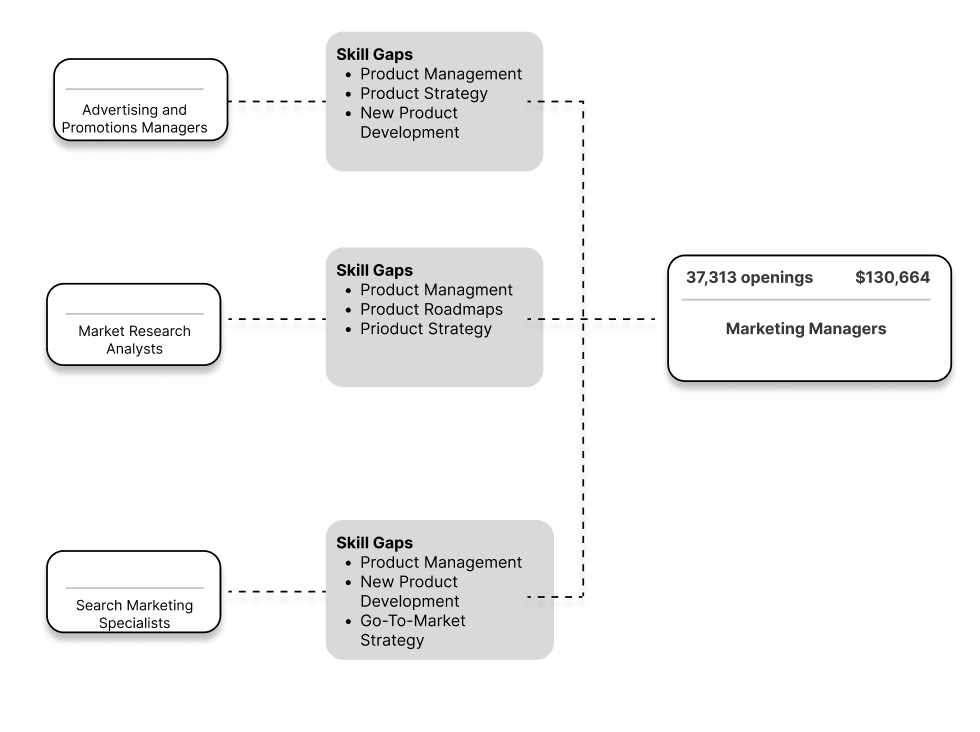 Skill Gaps
• Product Management
• Product Strategy
• New Product
Development
Advertising and
Promotions Managers
Skill Gaps
• Product Managment
• Product Roadmaps
• Prioduct Strategy
Market Research
Analysts
37,313 openings $130,664
Marketing Managers
Skill Gaps
• Product Management
• New Product
Development
• Go-To-Market
Strategy
Search Marketing
Specialists